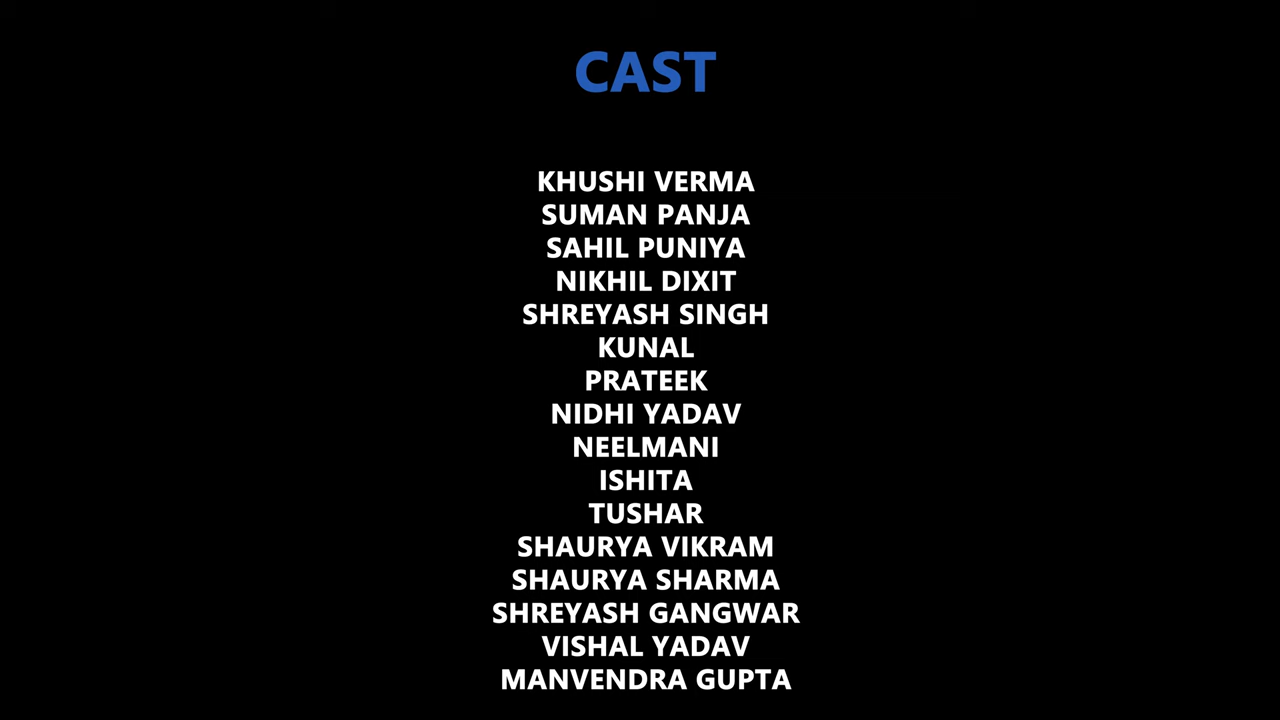 CAST
KHUSHI VERMA
SUMAN PANJA
SAHIL PUNIYA
NIKHIL DIXIT
SHREYASH SINGH
KUNAL
PRATEEK
NIDHI YADAV
NEELMANI
ISHITA
TUSHAR
SHAURYA VIKRAM
SHAURYA SHARMA
SHREYASH GANGWAR
VISHAL YADAV
MANVENDRA GUPTA